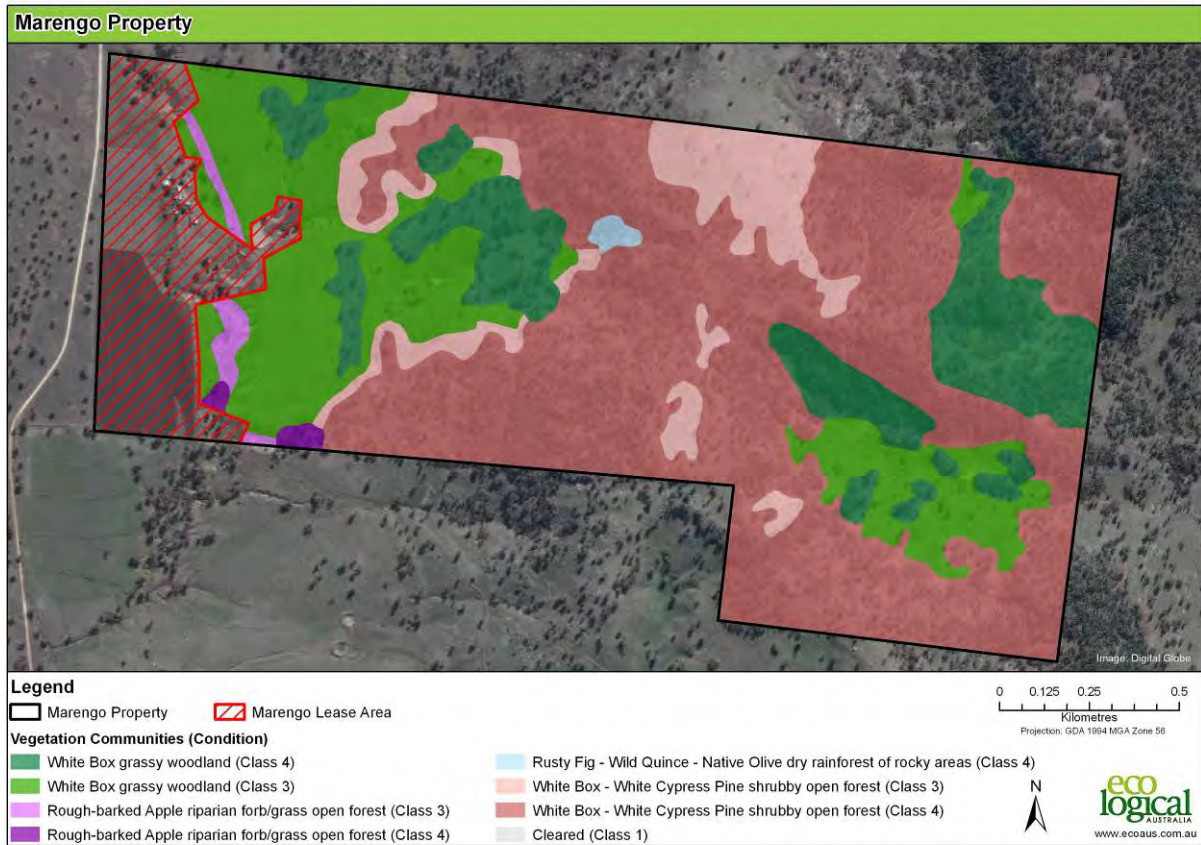 Marengo Property
Image: Digital Globe
Legend
Marengo Property
Marengo Lease Area
Vegetation Communities (Condition)
White Box grassy woodland (Class 4)
White Box grassy woodland (Class 3)
Rough-barked Apple riparian forb/grass open forest (Class 3)
Rough-barked Apple riparian forb/grass open forest (Class 4)
Rusty Fig - Wild Quince - Native Olive dry rainforest of rocky areas (Class 4)
White Box - White Cypress Pine shrubby open forest (Class 3)
White Box - White Cypress Pine shrubby open forest (Class 4)
Cleared (Class 1)
0 0.125 0.25 0.5
Kilometres
Projection: GDA 1994 MGA Zone 56
N
eco
logical
AUSTRALIA
www.ecoaus.com.au